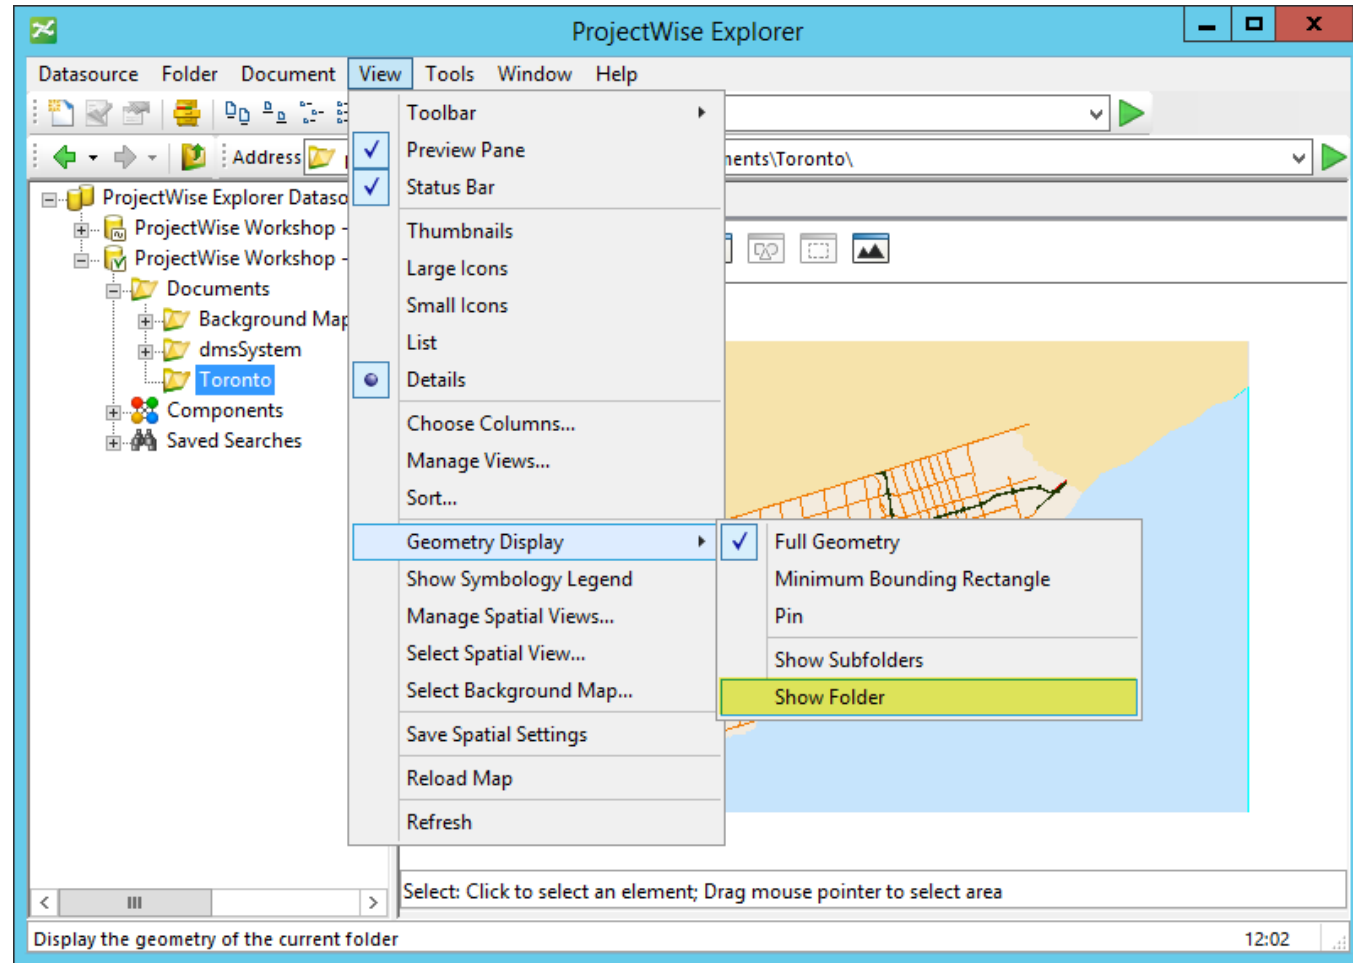 ProjectWise Explorer
Datasource Folder Document View Tools Window Help
Address
nents\Toronto\
ProjectWise Explorer Dataso
ProjectWise Workshop -
ProjectWise Workshop -
Documents
Background Map
dmsSystem
Toronto
Components
Saved Searches
Toolbar
Preview Pane
Status Bar
Thumbnails
Large Icons
Small Icons
List
Details
Choose Columns...
Manage Views...
Sort...
Geometry Display
Show Symbology Legend
Manage Spatial Views...
Select Spatial View...
Select Background Map...
Save Spatial Settings
Reload Map
Refresh
Full Geometry
Minimum Bounding Rectangle
Pin
Show Subfolders
Show Folder
Select: Click to select an element; Drag mouse pointer to select area
Display the geometry of the current folder
12:02